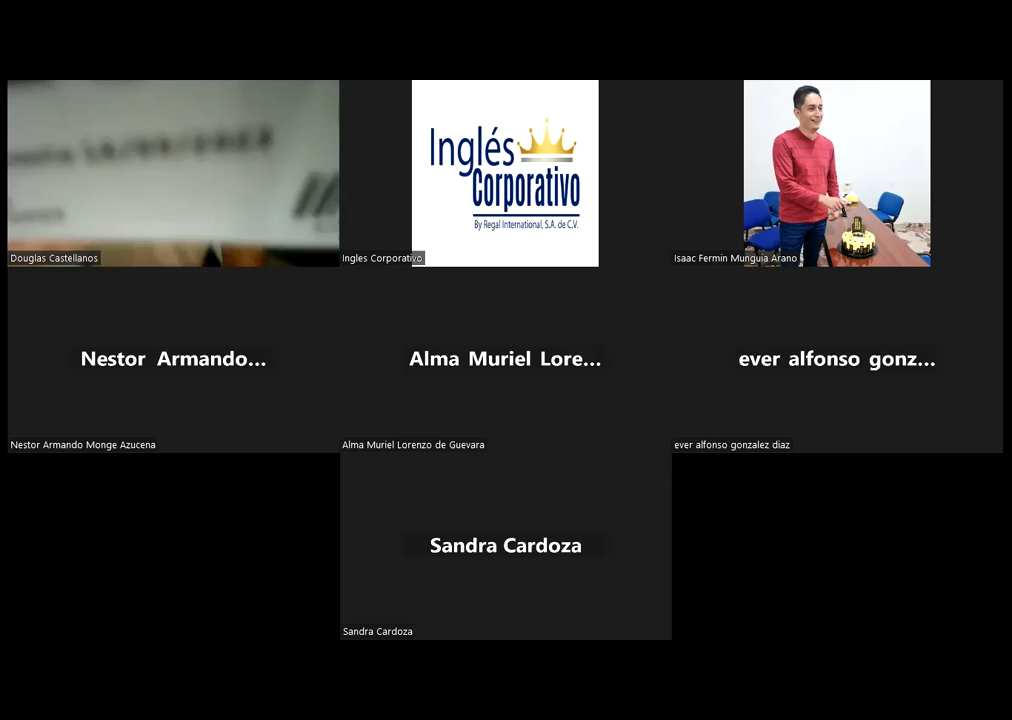 Douglas Castellanos
Inglés
Corporativo
By Regal International, S.A. de C.V.
Ingles Corporativo
Isaac Fermin Munguia Arano
Nestor Armando...
Nestor Armando Monge Azucena
Alma Muriel Lore...
Alma Muriel Lorenzo de Guevara
ever alfonso gonz...
ever alfonso gonzalez diaz
Sandra Cardoza
Sandra Cardoza